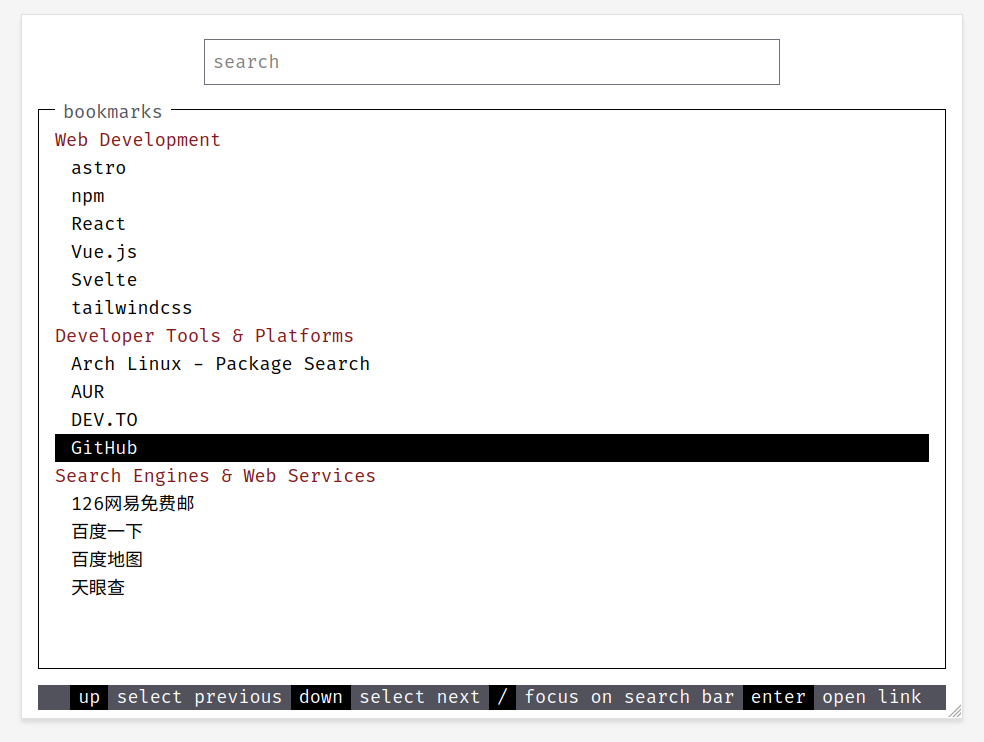 search
bookmarks
Web Development
astro
npm
React
Vue.js
Svelte
tailwindcss
Developer Tools & Platforms
Arch Linux - Package Search
AUR
DEV.TO
GitHub
Search Engines & Web Services
126网易免费邮
百度一下
百度地图
天眼查
up select previous down select next / focus on search bar enter open link